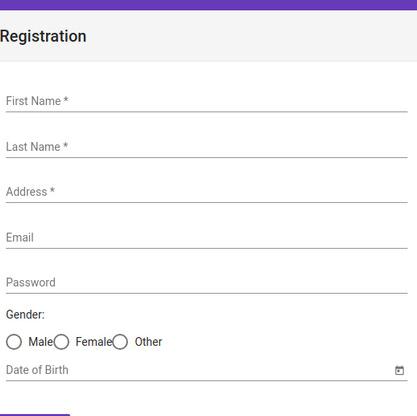 Registration
First Name *
Last Name *
Address *
Email
Password
Gender:
Male Female Other
Date of Birth